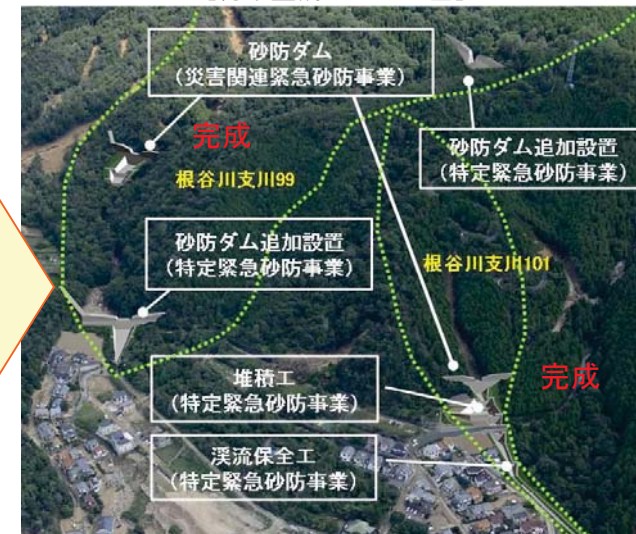 砂防ダム
（災害関連緊急砂防事業）
完成
砂防ダム追加設置
（特定緊急砂防事業）
根谷川支川99
砂防ダム追加設置
（特定緊急砂防事業）
根谷川支川101
堆積工
（特定緊急砂防事業）
完成
渓流保全工
（特定緊急砂防事業）